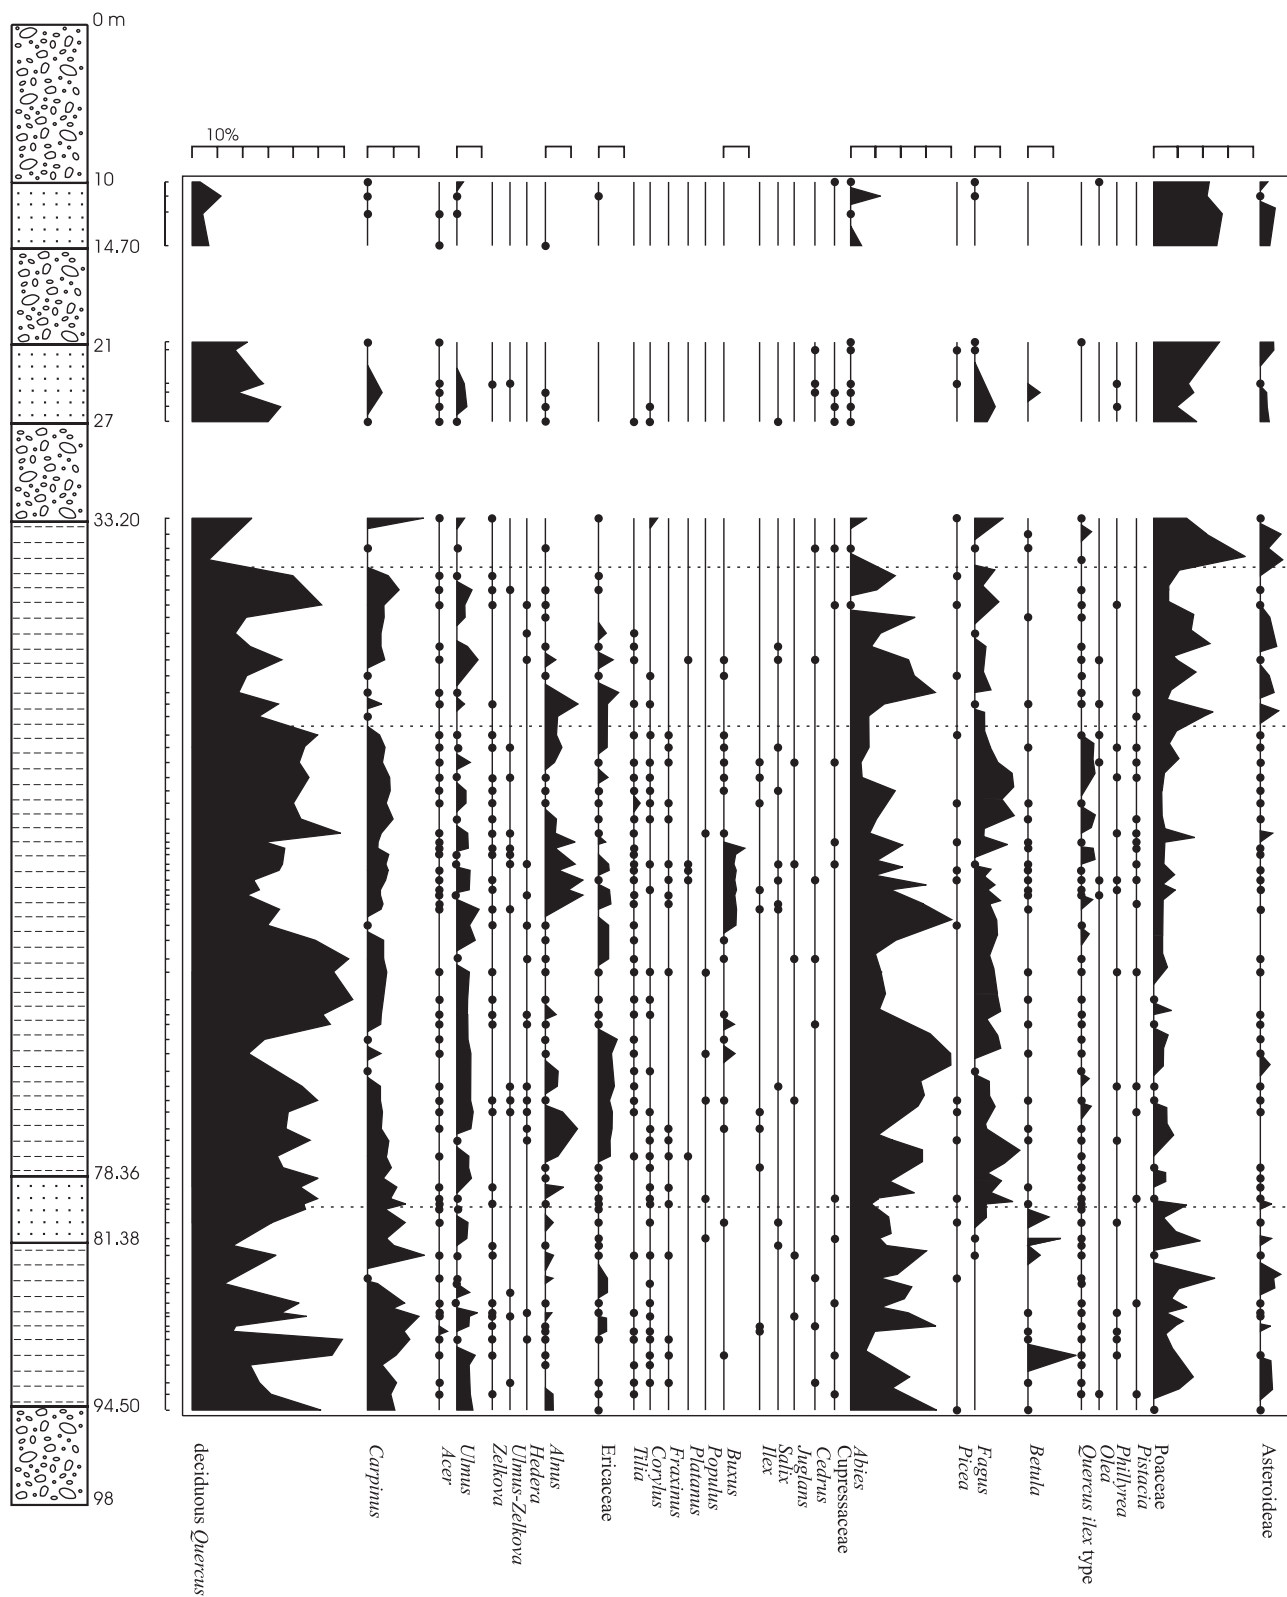 0 m
10%
10
14.70
21
27
33.20
78.36
81.38
94.50
98
deciduous Quercus
Carpinus
Acer
Ulmus
Zelkova
Ulmus-Zelkova
Hedera
Alnus
Ericaceae
Tilia
Corylus
Fraxinus
Platanus
Populus
Buxus
Ilex
Salix
Juglans
Cedrus
Cupressaceae
Abies
Picea
Fagus
Betula
Quercus ilex type
Olea
Phillyrea
Pistacia
Poaceae
Asteroideae